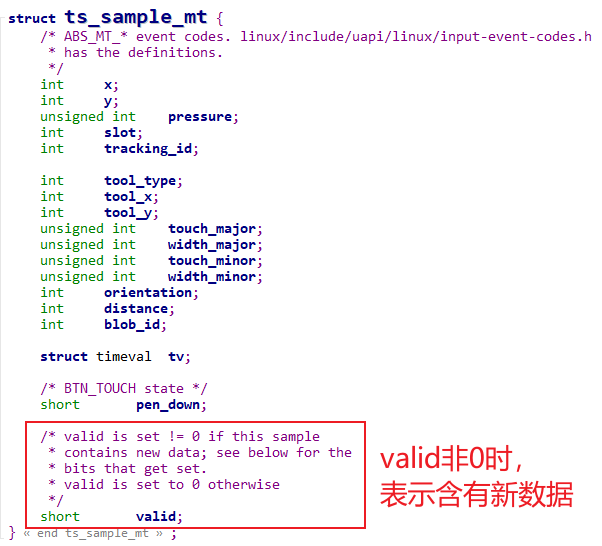 struct ts_sample_mt {
/* ABS_MT_* event codes. linux/include/uapi/linux/input-event-codes.h
* has the definitions.
*/
int x;
int y;
unsigned int pressure;
int slot;
int tracking_id;
int tool_type;
int tool_x;
int tool_y;
unsigned int touch_major;
unsigned int width_major;
unsigned int touch_minor;
unsigned int width_minor;
int orientation;
int distance;
int blob_id;
struct timeval tv;
/* BTN_TOUCH state */
short pen_down;
/* valid is set != 0 if this sample
* contains new data; see below for the
* bits that get set.
* valid is set to 0 otherwise
*/
short valid;
} « end ts_sample_mt » ;
valid非0时，
表示含有新数据